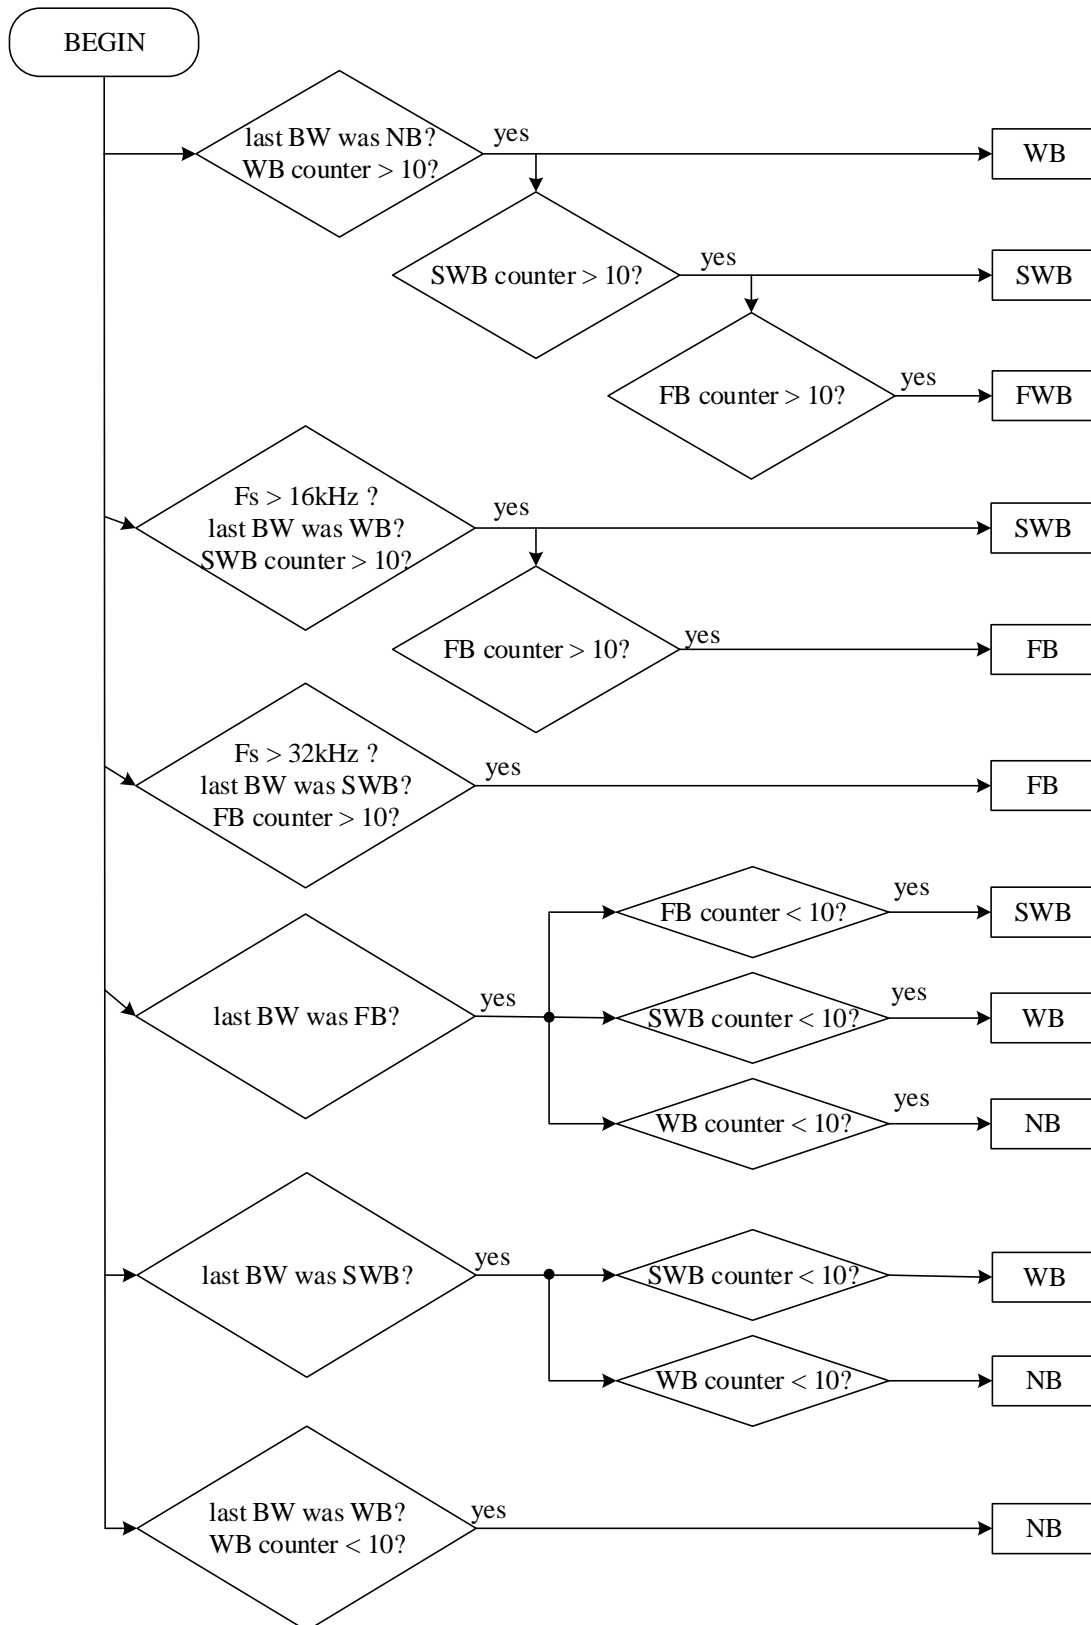 BEGIN
last BW was NB?
WB counter > 10?
yes
WB
SWB counter > 10?
yes
SWB
FB counter > 10?
yes
FWB
Fs > 16kHz ?
last BW was WB?
SWB counter > 10?
yes
SWB
FB counter > 10?
yes
FB
Fs > 32kHz ?
last BW was SWB?
FB counter > 10?
yes
FB
FB counter < 10?
yes
SWB
last BW was FB?
yes
SWB counter < 10?
yes
WB
WB counter < 10?
yes
NB
last BW was SWB?
yes
SWB counter < 10?
WB
WB counter < 10?
NB
last BW was WB?
WB counter < 10?
yes
NB